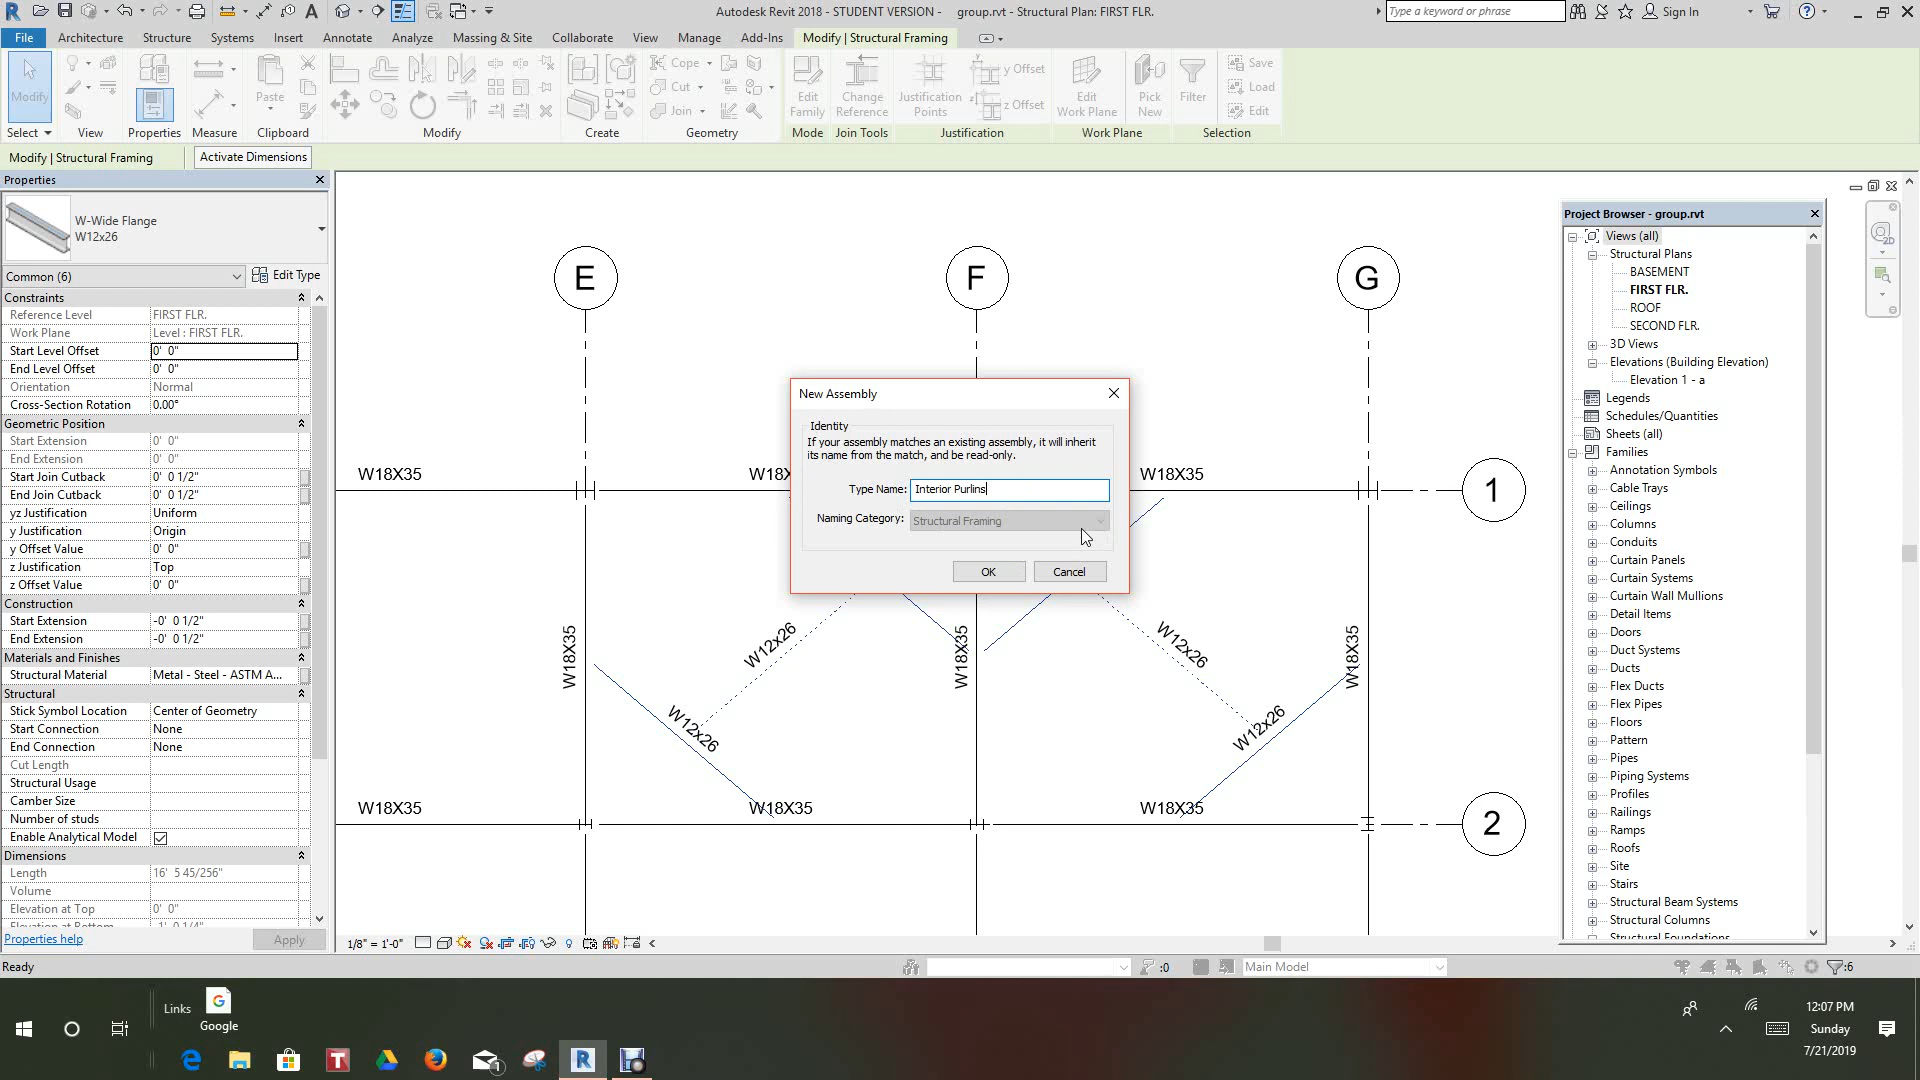 Autodesk Revit 2018 - STUDENT VERSION - group.rvt - Structural Plan: FIRST FLR.
Type a keyword or phrase
Sign In
File Architecture Structure Systems Insert Annotate Analyze Massing & Site Collaborate View Manage Add-Ins Modify | Structural Framing
Modify
Paste
Cope
Cut
Join
Edit Family
Change Reference
Justification Points
y Offset
z Offset
Edit Work Plane
Pick New
Filter
Save
Load
Edit
Select View Properties Measure Clipboard Modify Create Geometry Mode Join Tools Justification Work Plane Selection
Modify | Structural Framing Activate Dimensions
Properties
W-Wide Flange
W12x26
Common (6) Edit Type
Constraints
Reference Level FIRST FLR.
Work Plane Level : FIRST FLR.
Start Level Offset 0' 0"
End Level Offset 0' 0"
Orientation Normal
Cross-Section Rotation 0.00°
Geometric Position
Start Extension 0' 0"
End Extension 0' 0"
Start Join Cutback 0' 0 1/2"
End Join Cutback 0' 0 1/2"
yz Justification Uniform
y Justification Origin
y Offset Value 0' 0"
z Justification Top
z Offset Value 0' 0"
Construction
Start Extension -0' 0 1/2"
End Extension -0' 0 1/2"
Materials and Finishes
Structural Material Metal - Steel - ASTM A...
Structural
Stick Symbol Location Center of Geometry
Start Connection None
End Connection None
Cut Length
Structural Usage
Camber Size
Number of studs
Enable Analytical Model
Dimensions
Length 16' 5 45/256"
Volume
Elevation at Top 0' 0"
Elevation at Bottom -1' 0 1/4"
Properties help Apply
E F G
W18X35 W18X W18X35
1
New Assembly
Identity
If your assembly matches an existing assembly, it will inherit
its name from the match, and be read-only.
Type Name: Interior Purlins
Naming Category: Structural Framing
OK Cancel
W18X35 W12x26 W18X35 W12x26 W18X35
W12x26 W12x26
W18X35 W18X35 W18X35
2
Project Browser - group.rvt
Views (all)
Structural Plans
BASEMENT
FIRST FLR.
ROOF
SECOND FLR.
3D Views
Elevations (Building Elevation)
Elevation 1 - a
Legends
Schedules/Quantities
Sheets (all)
Families
Annotation Symbols
Cable Trays
Ceilings
Columns
Conduits
Curtain Panels
Curtain Systems
Curtain Wall Mullions
Detail Items
Doors
Duct Systems
Ducts
Flex Ducts
Flex Pipes
Floors
Pattern
Pipes
Piping Systems
Profiles
Railings
Ramps
Roofs
Site
Stairs
Structural Beam Systems
Structural Columns
Structural Foundations
2D
1/8" = 1'-0"
Ready :0 Main Model :6
Links
Google
12:07 PM
Sunday
7/21/2019